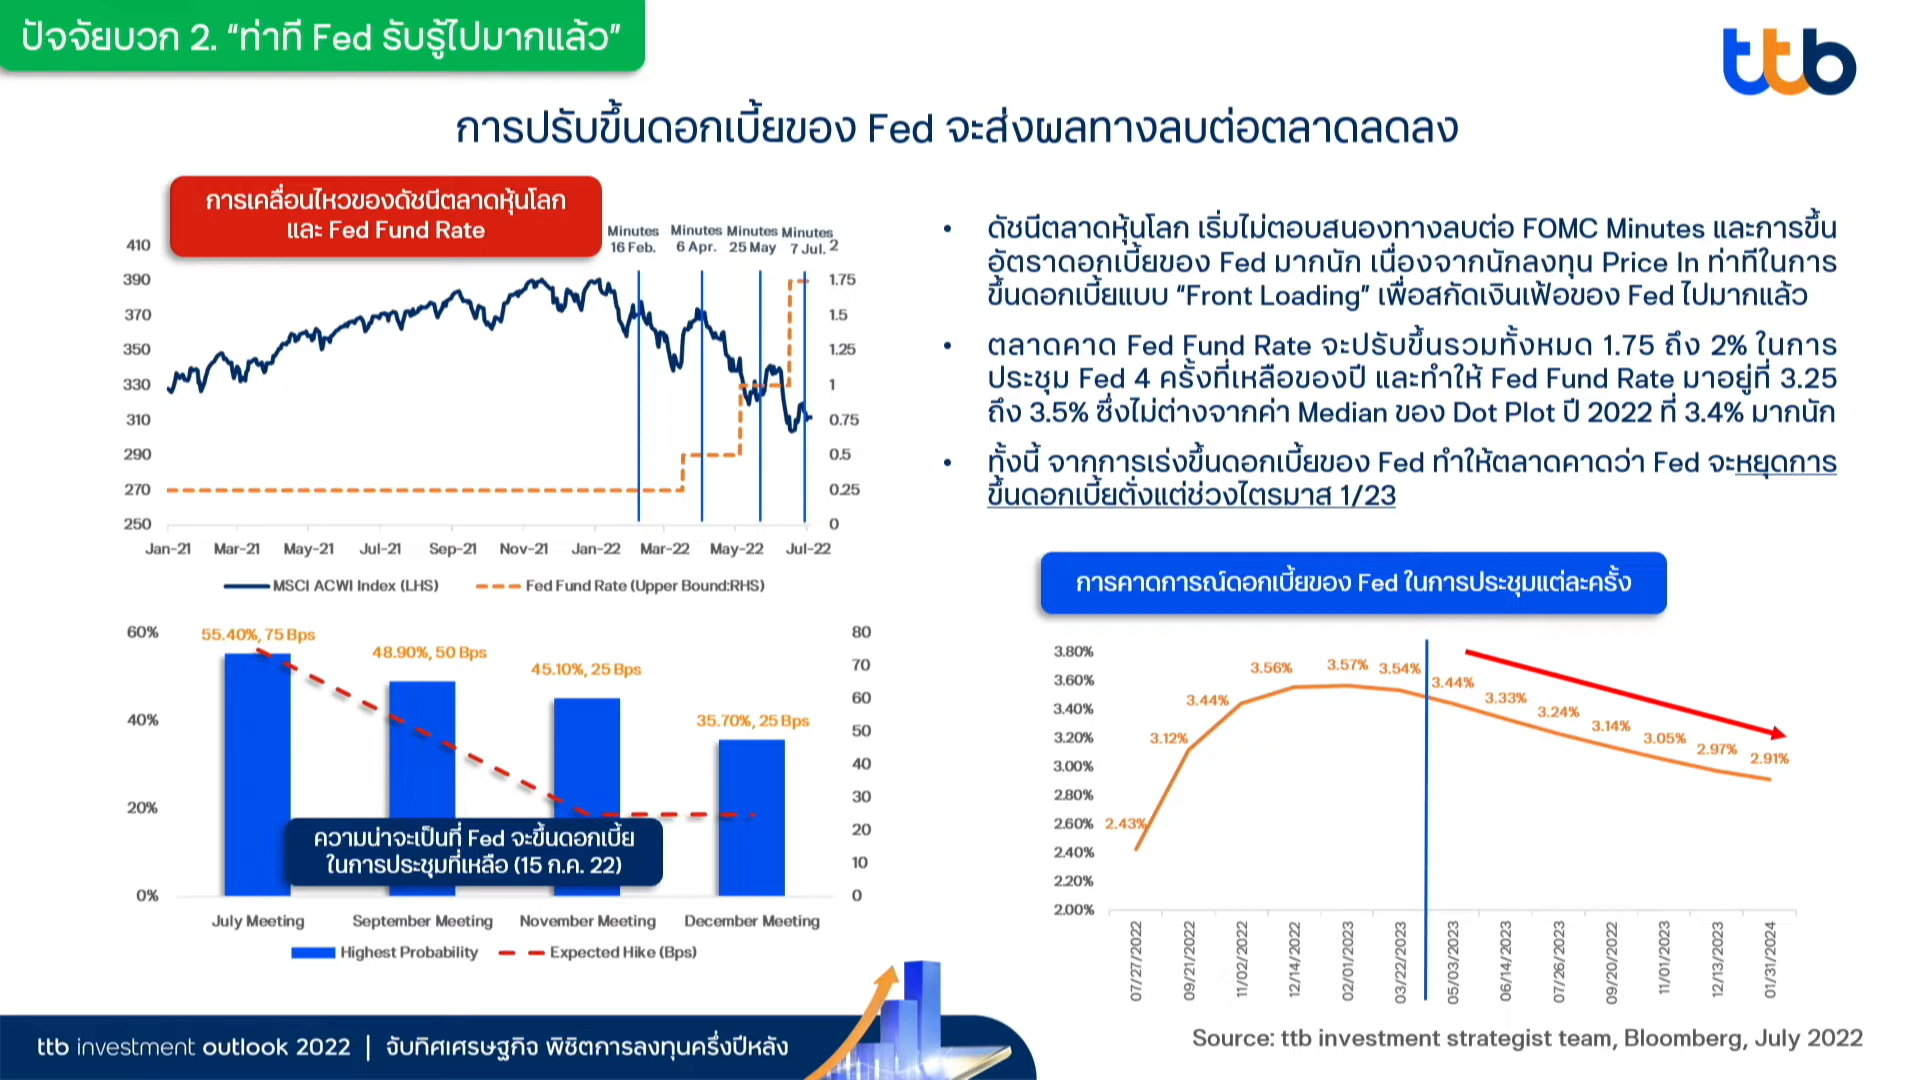 ปัจจัยบวก 2. “ท่าที Fed รับรู้ไปมากแล้ว”
ttb
การปรับขึ้นดอกเบี้ยของ Fed จะส่งผลทางลบต่อตลาดลดลง
การเคลื่อนไหวของดัชนีตลาดหุ้นโลก
และ Fed Fund Rate
Minutes Minutes Minutes Minutes
16 Feb. 6 Apr. 25 May 7 Jul.
410 2
390 1.75
370 1.5
350 1.25
330 1
310 0.75
290 0.5
270 0.25
250 0
Jan-21 Mar-21 May-21 Jul-21 Sep-21 Nov-21 Jan-22 Mar-22 May-22 Jul-22
MSCI ACWI Index (LHS) Fed Fund Rate (Upper Bound:RHS)
• ดัชนีตลาดหุ้นโลก เริ่มไม่ตอบสนองทางลบต่อ FOMC Minutes และการขึ้น
อัตราดอกเบี้ยของ Fed มากนัก เนื่องจากนักลงทุน Price In ท่าทีในการ
ขึ้นดอกเบี้ยแบบ “Front Loading” เพื่อสกัดเงินเฟ้อของ Fed ไปมากแล้ว
• ตลาดคาด Fed Fund Rate จะปรับขึ้นรวมทั้งหมด 1.75 ถึง 2% ในการ
ประชุม Fed 4 ครั้งที่เหลือของปี และทำให้ Fed Fund Rate มาอยู่ที่ 3.25
ถึง 3.5% ซึ่งไม่ต่างจากค่า Median ของ Dot Plot ปี 2022 ที่ 3.4% มากนัก
• ทั้งนี้ จากการเร่งขึ้นดอกเบี้ยของ Fed ทำให้ตลาดคาดว่า Fed จะหยุดการ
ขึ้นดอกเบี้ยตั่งแต่ช่วงไตรมาส 1/23
60% 80
70
60
40% 50
40
20% 30
20
10
0% 0
55.40%, 75 Bps
48.90%, 50 Bps
45.10%, 25 Bps
35.70%, 25 Bps
ความน่าจะเป็นที่ Fed จะขึ้นดอกเบี้ย
ในการประชุมที่เหลือ (15 ก.ค. 22)
July Meeting September Meeting November Meeting December Meeting
Highest Probability Expected Hike (Bps)
การคาดการณ์ดอกเบี้ยของ Fed ในการประชุมแต่ละครั้ง
3.80%
3.60%
3.40%
3.20%
3.00%
2.80%
2.60%
2.40%
2.20%
2.00%
2.43% 3.12% 3.44% 3.56% 3.57% 3.54% 3.44% 3.33% 3.24% 3.14% 3.05% 2.97% 2.91%
07/27/2022 09/21/2022 11/02/2022 12/14/2022 02/01/2023 03/22/2023 05/03/2023 06/14/2023 07/26/2023 09/20/2022 11/01/2023 12/13/2023 01/31/2024
ttb investment outlook 2022 | จับทิศเศรษฐกิจ พิชิตการลงทุนครึ่งปีหลัง
Source: ttb investment strategist team, Bloomberg, July 2022